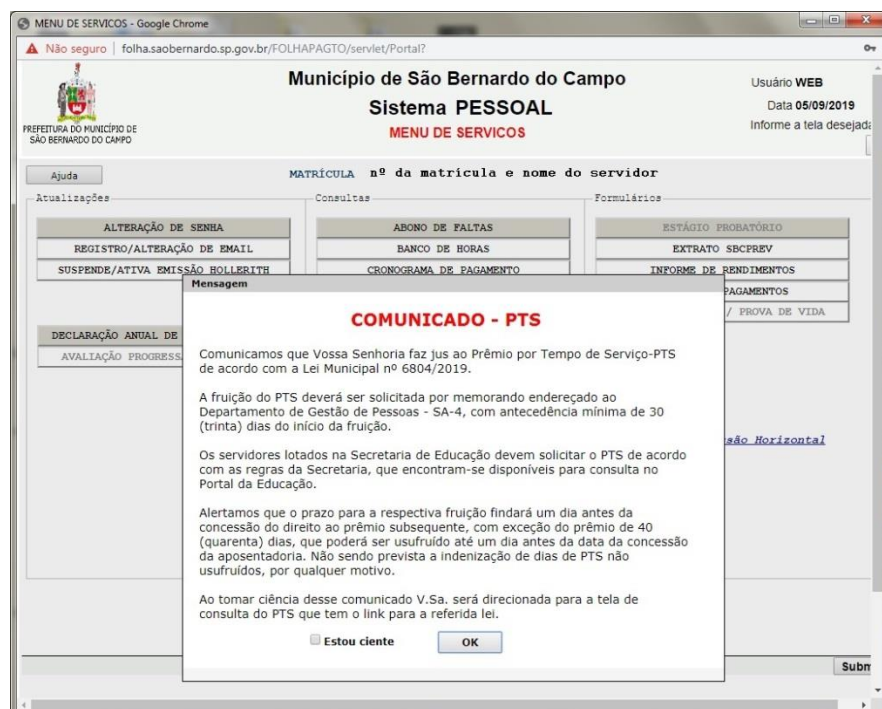 MENU DE SERVICOS - Google Chrome
Não seguro | folha.saobernardo.sp.gov.br/FOLHAPAGTO/servlet/Portal?
PREFEITURA DO MUNICÍPIO DE
SÃO BERNARDO DO CAMPO
Município de São Bernardo do Campo
Sistema PESSOAL
MENU DE SERVICOS
Usuário WEB
Data 05/09/2019
Informe a tela desejada
Ajuda
MATRÍCULA nº da matrícula e nome do servidor
Atualizações
ALTERAÇÃO DE SENHA
REGISTRO/ALTERAÇÃO DE EMAIL
SUSPENDE/ATIVA EMISSÃO HOLLERITH
DECLARAÇÃO ANUAL DE
AVALIAÇÃO PROGRESS
Consultas
ABONO DE FALTAS
BANCO DE HORAS
CRONOGRAMA DE PAGAMENTO
Formulários
ESTÁGIO PROBATÓRIO
EXTRATO SBCPREV
INFORME DE RENDIMENTOS
PAGAMENTOS
/ PROVA DE VIDA
são Horizontal
Mensagem
COMUNICADO - PTS
Comunicamos que Vossa Senhoria faz jus ao Prêmio por Tempo de Serviço-PTS
de acordo com a Lei Municipal nº 6804/2019.
A fruição do PTS deverá ser solicitada por memorando endereçado ao
Departamento de Gestão de Pessoas - SA-4, com antecedência mínima de 30
(trinta) dias do início da fruição.
Os servidores lotados na Secretaria de Educação devem solicitar o PTS de acordo
com as regras da Secretaria, que encontram-se disponíveis para consulta no
Portal da Educação.
Alertamos que o prazo para a respectiva fruição findará um dia antes da
concessão do direito ao prêmio subsequente, com exceção do prêmio de 40
(quarenta) dias, que poderá ser usufruído até um dia antes da data da concessão
da aposentadoria. Não sendo prevista a indenização de dias de PTS não
usufruídos, por qualquer motivo.
Ao tomar ciência desse comunicado V.Sa. será direcionada para a tela de
consulta do PTS que tem o link para a referida lei.
Estou ciente
OK
Subm